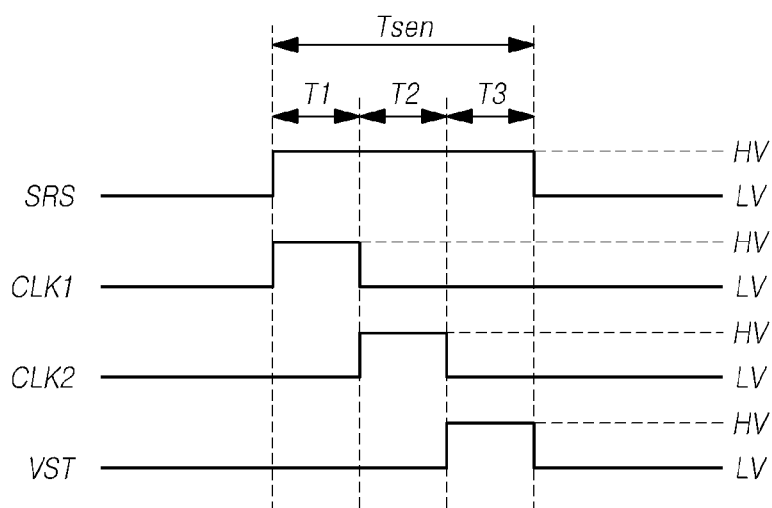 Tsen
T1 T2 T3
HV
SRS LV
HV
CLK1 LV
HV
CLK2 LV
HV
VST LV